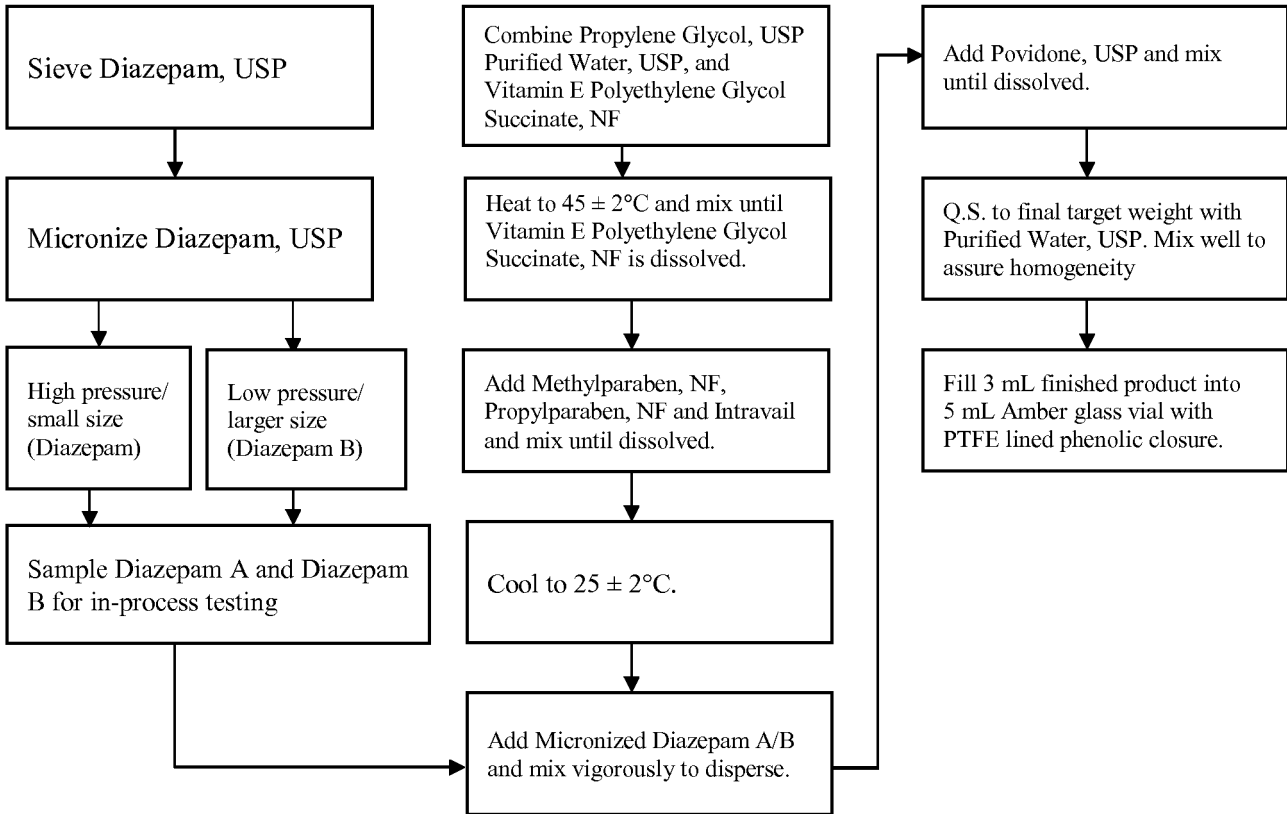 Sieve Diazepam, USP
Micronize Diazepam, USP
High pressure/
small size
(Diazepam)
Low pressure/
larger size
(Diazepam B)
Sample Diazepam A and Diazepam
B for in-process testing
Combine Propylene Glycol, USP
Purified Water, USP, and
Vitamin E Polyethylene Glycol
Succinate, NF
Heat to 45 ± 2°C and mix until
Vitamin E Polyethylene Glycol
Succinate, NF is dissolved.
Add Methylparaben, NF,
Propylparaben, NF and Intravail
and mix until dissolved.
Cool to 25 ± 2°C.
Add Micronized Diazepam A/B
and mix vigorously to disperse.
Add Povidone, USP and mix
until dissolved.
Q.S. to final target weight with
Purified Water, USP. Mix well to
assure homogeneity
Fill 3 mL finished product into
5 mL Amber glass vial with
PTFE lined phenolic closure.